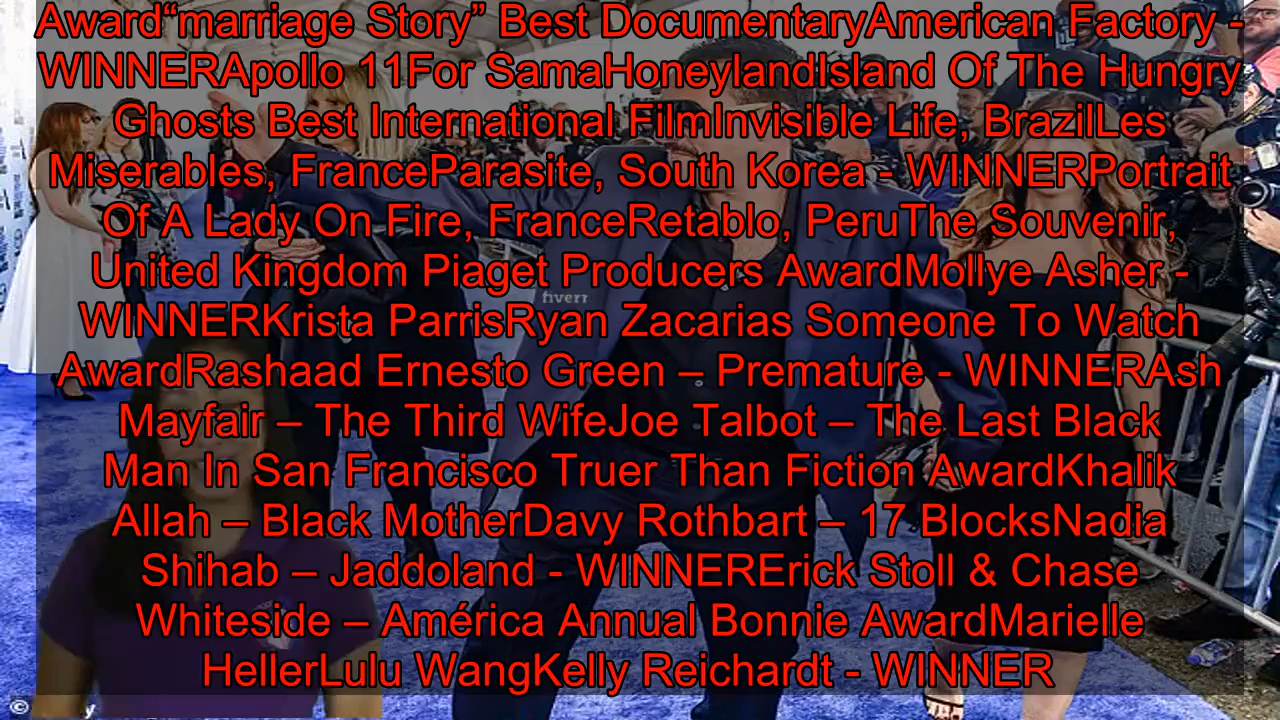 Award“marriage Story” Best DocumentaryAmerican Factory -
WINNERApollo 11For SamaHoneylandIsland Of The Hungry
Ghosts Best International FilmInvisible Life, BrazilLes
Miserables, FranceParasite, South Korea - WINNERPortrait
Of A Lady On Fire, FranceRetablo, PeruThe Souvenir,
United Kingdom Piaget Producers AwardMollye Asher -
fiverr
WINNERKrista ParrisRyan Zacarias Someone To Watch
AwardRashaad Ernesto Green – Premature - WINNERAsh
Mayfair – The Third WifeJoe Talbot – The Last Black
Man In San Francisco Truer Than Fiction AwardKhalik
Allah – Black MotherDavy Rothbart – 17 BlocksNadia
Shihab – Jaddoland - WINNERErick Stoll & Chase
Whiteside – América Annual Bonnie AwardMarielle
HellerLulu WangKelly Reichardt - WINNER
©